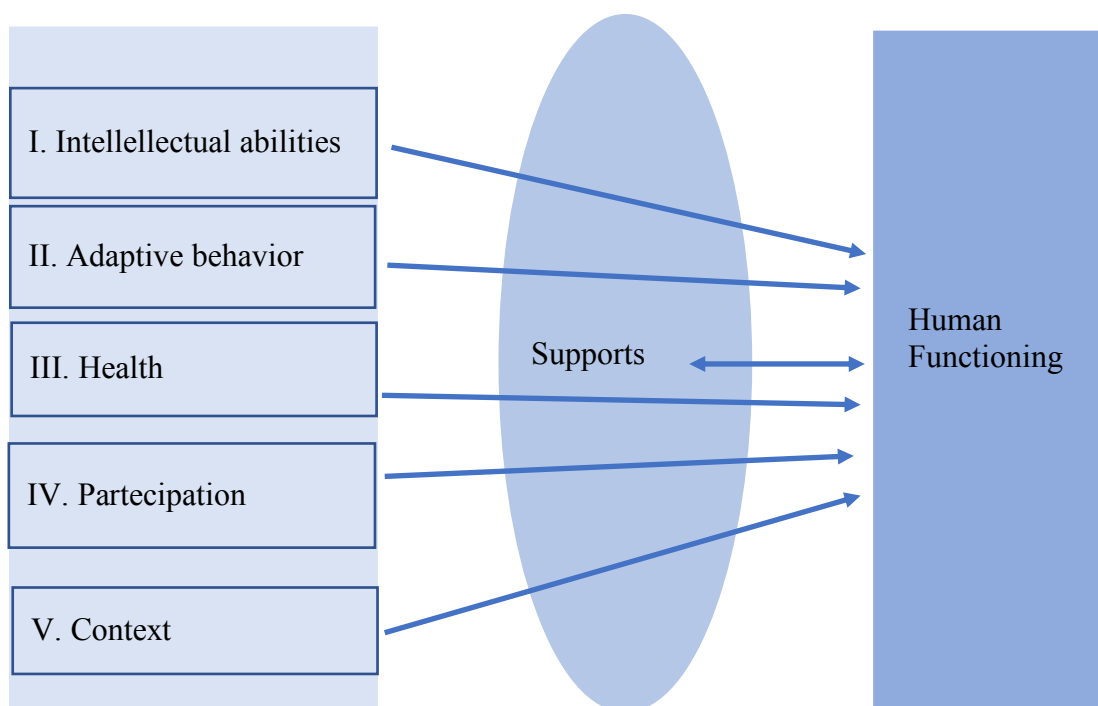 I. Intellellectual abilities
II. Adaptive behavior
III. Health
IV. Partecipation
V. Context
Supports
Human
Functioning